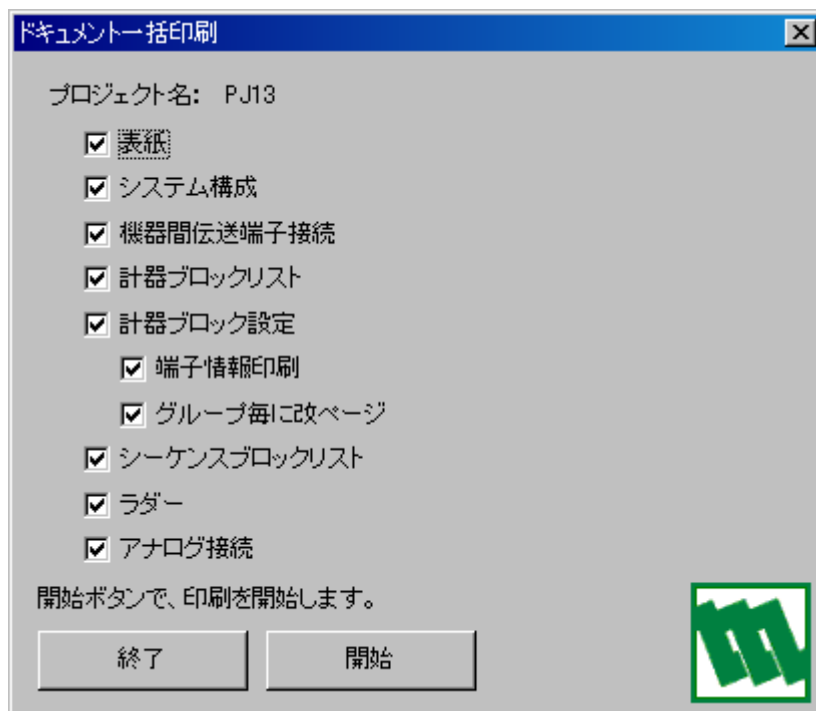 ドキュメント一括印刷
プロジェクト名: PJ13
表紙
システム構成
機器間伝送端子接続
計器ブロックリスト
計器ブロック設定
端子情報印刷
グループ毎に改ページ
シーケンスブロックリスト
ラダー
アナログ接続
開始ボタンで、印刷を開始します。
終了 開始